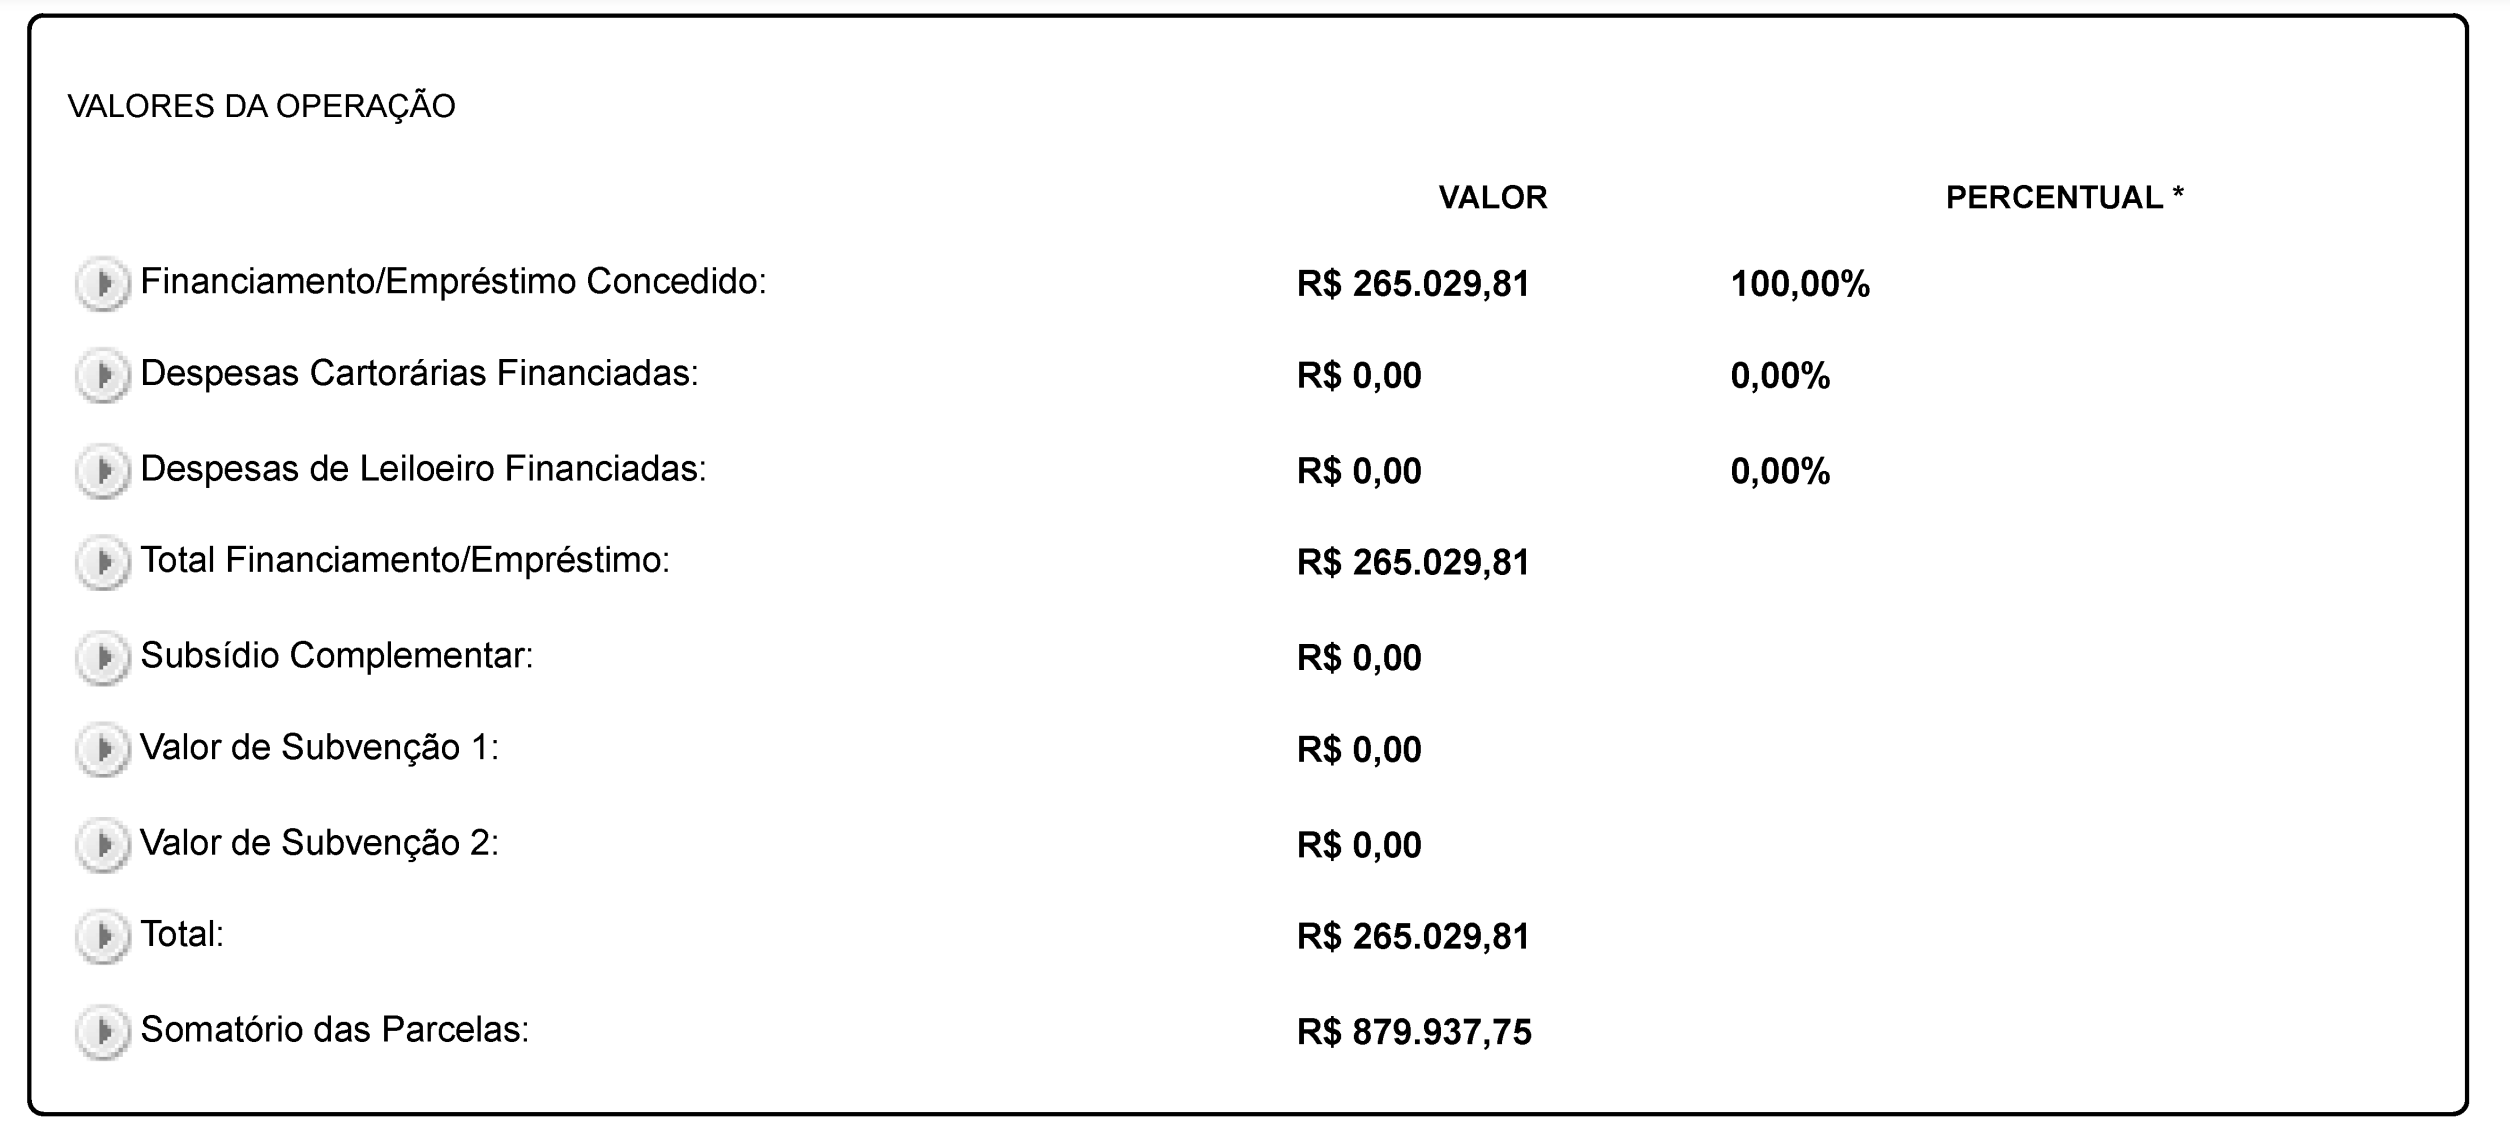 VALORES DA OPERAÇÃO
VALOR PERCENTUAL *
Financiamento/Empréstimo Concedido: R$ 265.029,81 100,00%
Despesas Cartorárias Financiadas: R$ 0,00 0,00%
Despesas de Leiloeiro Financiadas: R$ 0,00 0,00%
Total Financiamento/Empréstimo: R$ 265.029,81
Subsídio Complementar: R$ 0,00
Valor de Subvenção 1: R$ 0,00
Valor de Subvenção 2: R$ 0,00
Total: R$ 265.029,81
Somatório das Parcelas: R$ 879.937,75